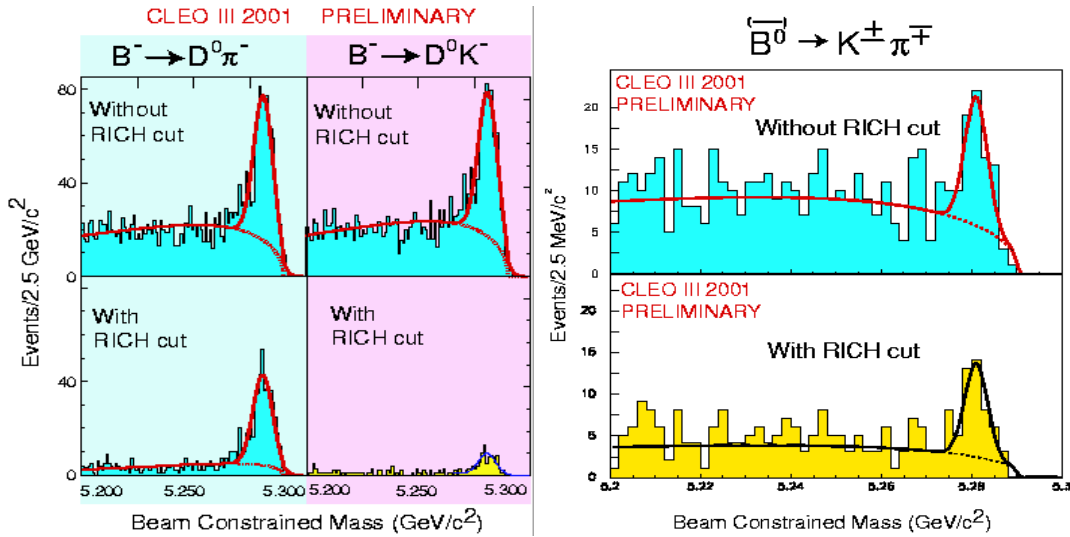 CLEO III 2001 PRELIMINARY
B⁻ → D⁰π⁻
B⁻ → D⁰K⁻
80
Without
RICH cut
Without
RICH cut
40
0
Events/2.5 GeV/c²
With
RICH cut
With
RICH cut
40
0
5.200
5.250
5.300
5.200
5.250
5.300
Beam Constrained Mass (GeV/c²)
(B̅⁰) → K± π∓
CLEO III 2001
PRELIMINARY
Without RICH cut
20
15
10
5
0
Events/2.5 MeV/c²
CLEO III 2001
PRELIMINARY
With RICH cut
20
15
10
5
0
5.2
5.22
5.24
5.26
5.28
5.3
Beam Constrained Mass (GeV/c²)